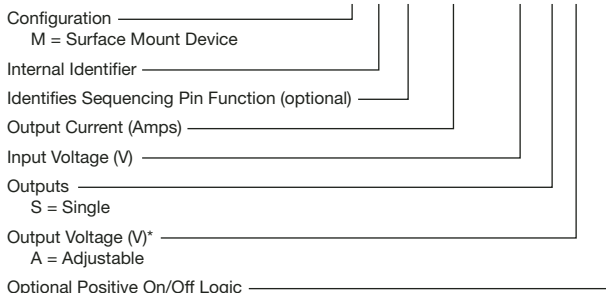 Configuration
M = Surface Mount Device
Internal Identifier
Identifies Sequencing Pin Function (optional)
Output Current (Amps)
Input Voltage (V)
Outputs
S = Single
Output Voltage (V)*
A = Adjustable
Optional Positive On/Off Logic